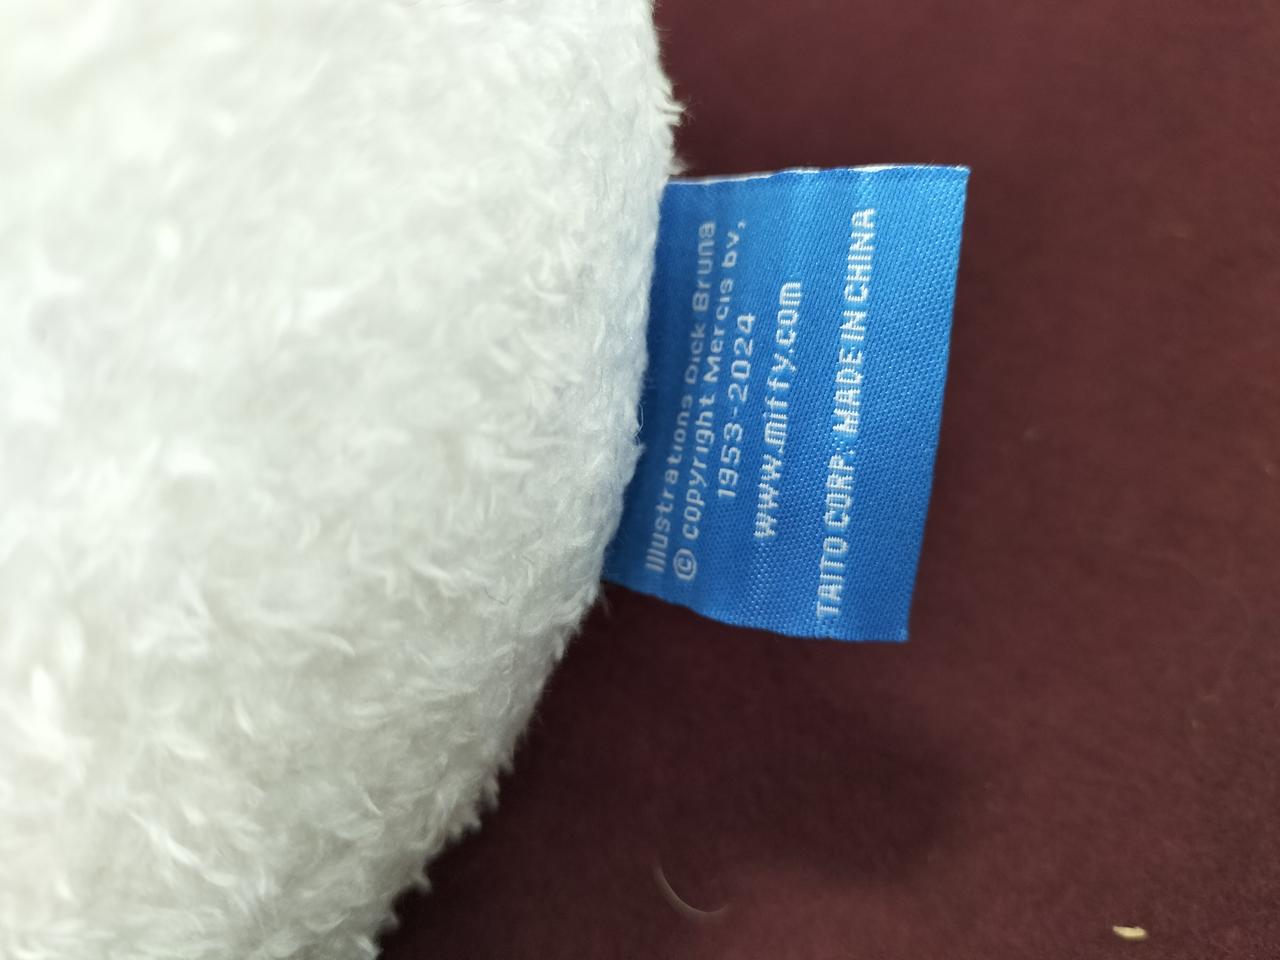 Illustrations Dick Bruna
© copyright Mercis bv,
1953-2024
www.miffy.com
TAITO CORP. MADE IN CHINA